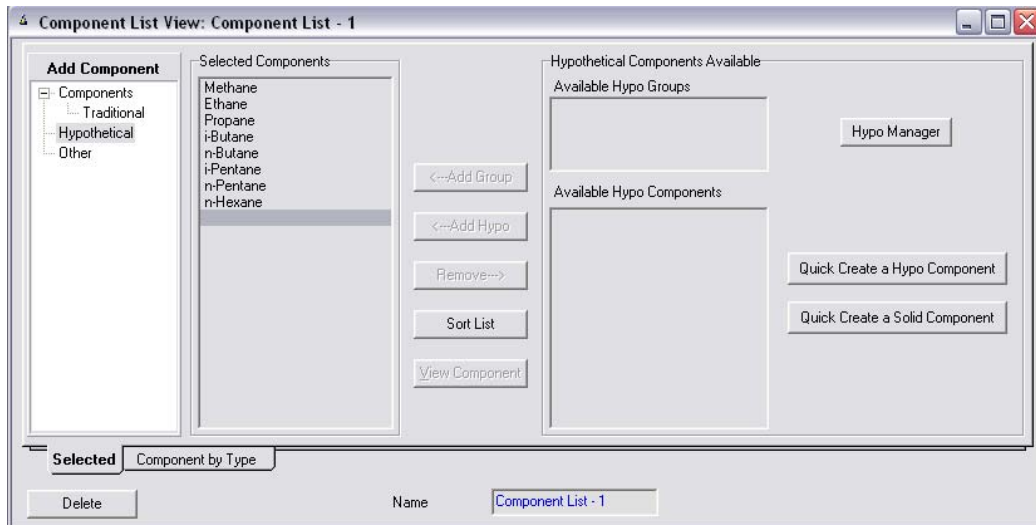 Component List View: Component List - 1
Add Component
Components
Traditional
Hypothetical
Other
Selected Components
Methane
Ethane
Propane
i-Butane
n-Butane
i-Pentane
n-Pentane
n-Hexane
<---Add Group
<---Add Hypo
Remove--->
Sort List
View Component
Hypothetical Components Available
Available Hypo Groups
Hypo Manager
Available Hypo Components
Quick Create a Hypo Component
Quick Create a Solid Component
Selected
Component by Type
Delete
Name
Component List - 1